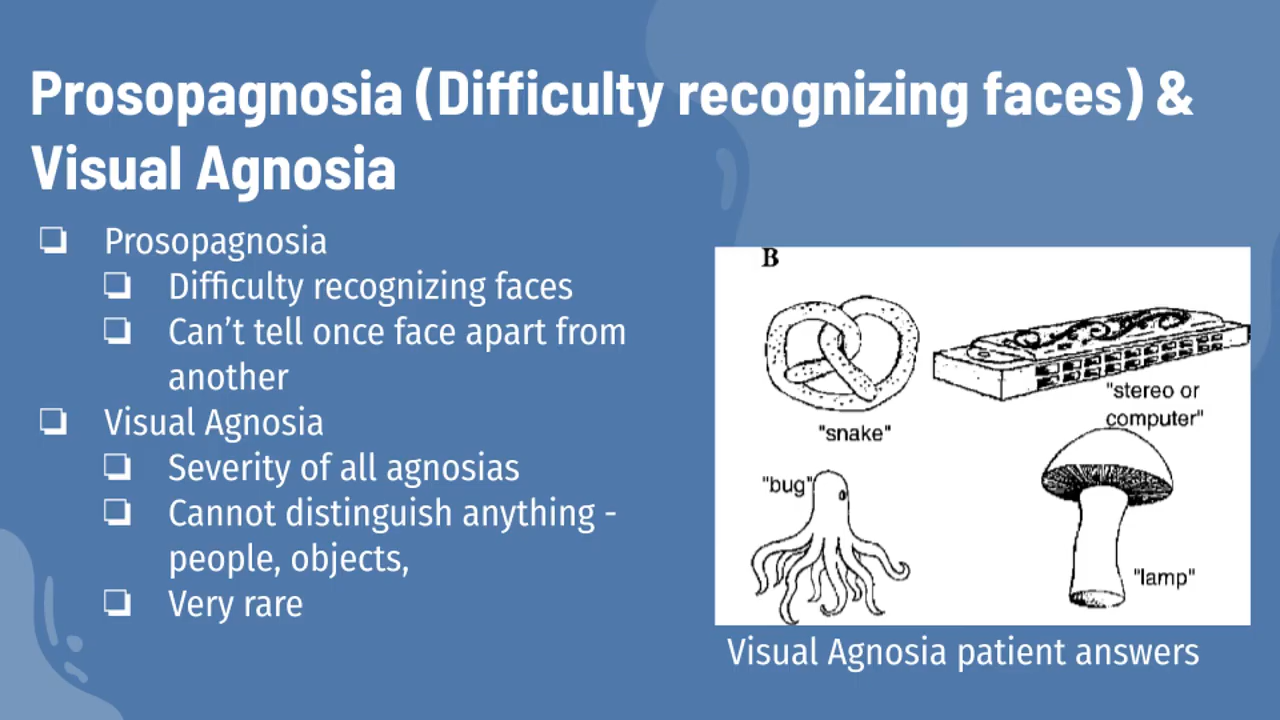 Prosopagnosia (Difficulty recognizing faces) &
Visual Agnosia
❏ Prosopagnosia
❏ Difficulty recognizing faces
❏ Can’t tell once face apart from
another
❏ Visual Agnosia
❏ Severity of all agnosias
❏ Cannot distinguish anything -
people, objects,
❏ Very rare
B
"snake"
"stereo or
computer"
"bug"
"lamp"
Visual Agnosia patient answers